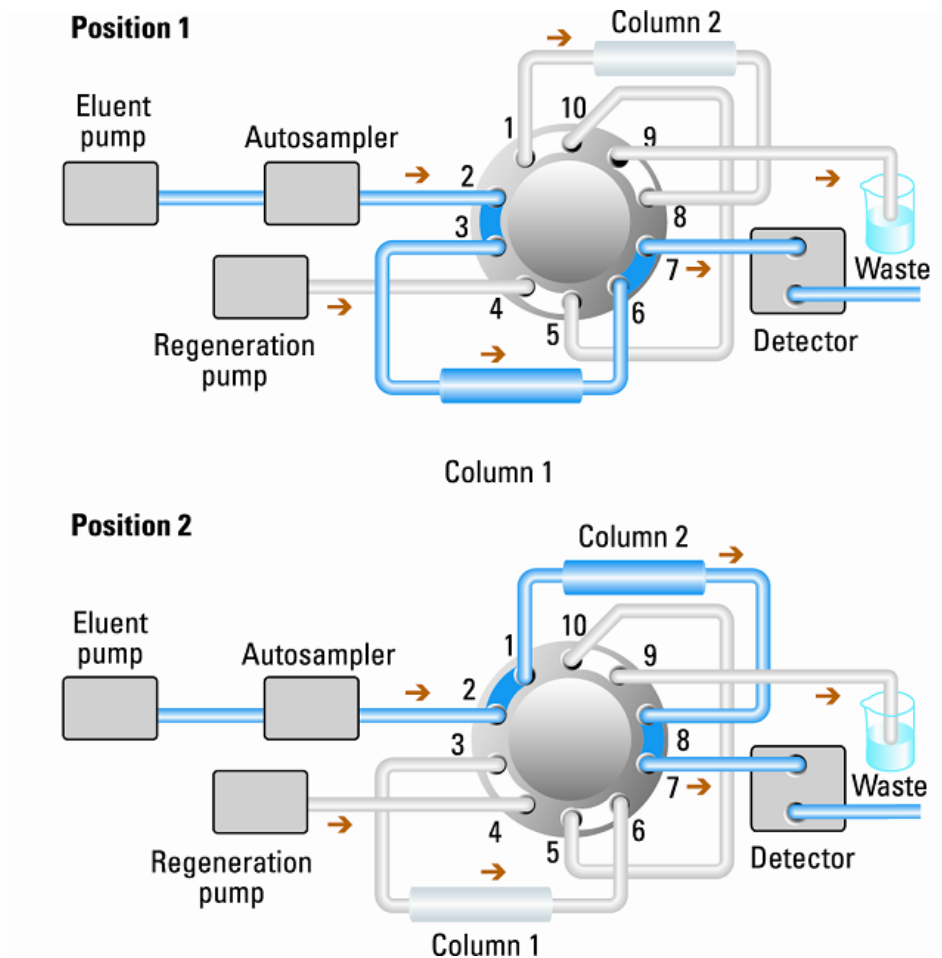 Position 1
Column 2
Eluent
pump
Autosampler
10
1
9
2
8
3
7
Waste
4
6
5
Regeneration
pump
Detector
Column 1
Position 2
Column 2
Eluent
pump
Autosampler
10
1
9
2
3
8
7
Waste
4
6
5
Regeneration
pump
Detector
Column 1